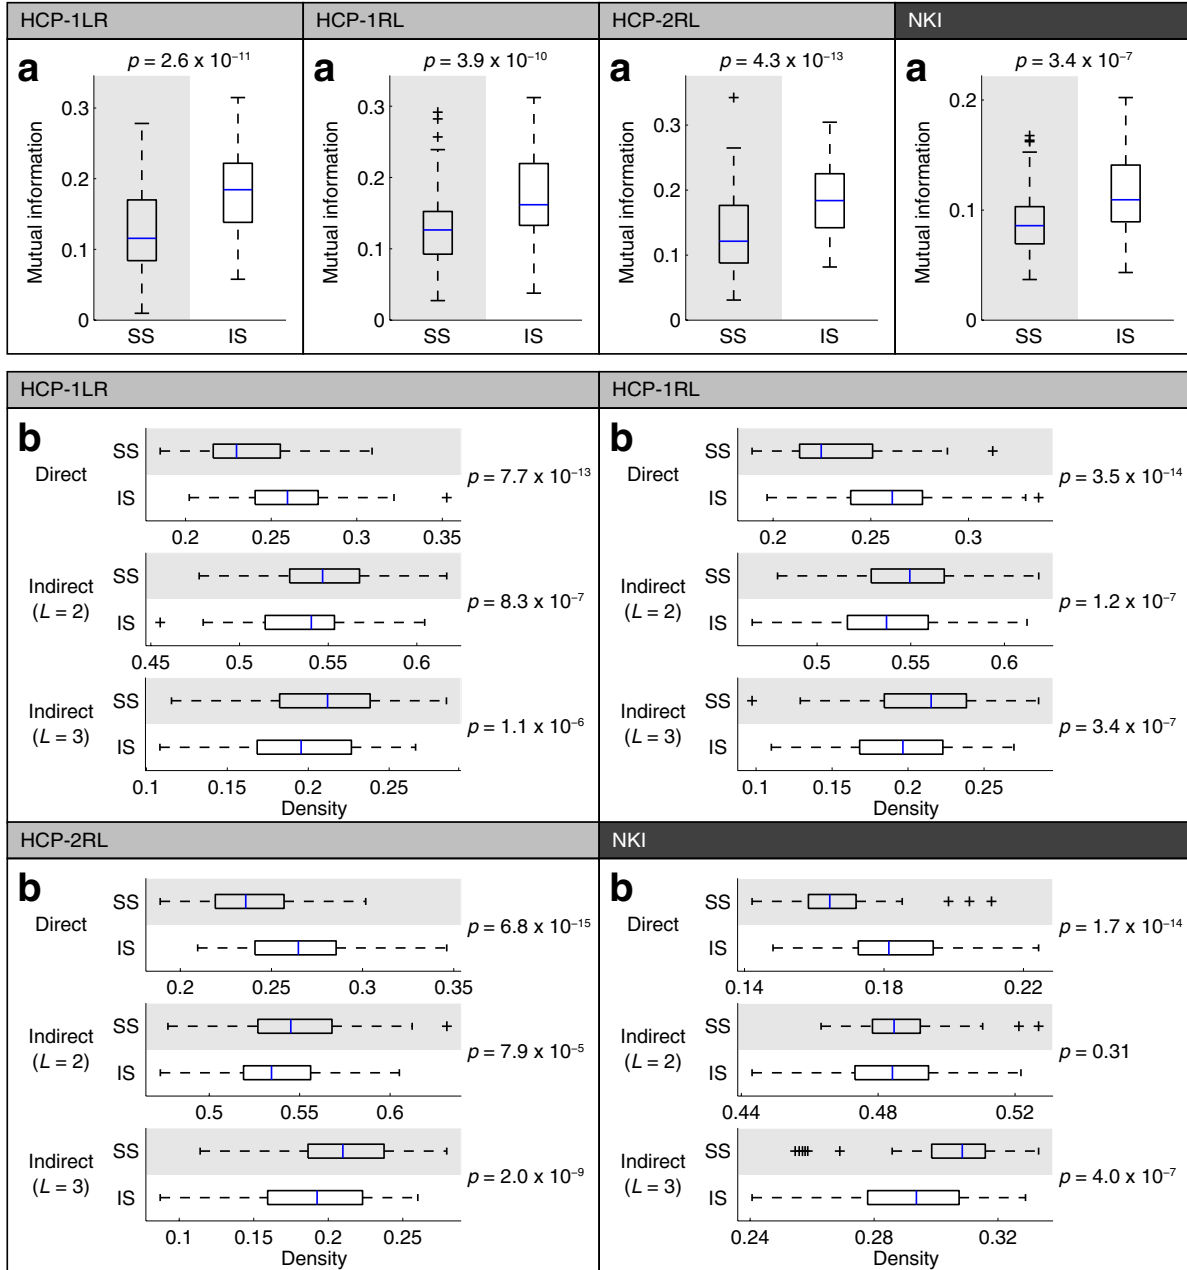 HCP-1LR
HCP-1RL
HCP-2RL
NKI
a
p = 2.6 x 10⁻¹¹
Mutual information
0.3
0.2
0.1
0
SS
IS
a
p = 3.9 x 10⁻¹⁰
Mutual information
0.3
0.2
0.1
0
SS
IS
a
p = 4.3 x 10⁻¹³
Mutual information
0.3
0.2
0.1
0
SS
IS
a
p = 3.4 x 10⁻⁷
Mutual information
0.2
0.1
0
SS
IS
HCP-1LR
b
Direct
SS
IS
p = 7.7 x 10⁻¹³
0.2 0.25 0.3 0.35
Indirect
(L = 2)
SS
IS
p = 8.3 x 10⁻⁷
0.45 0.5 0.55 0.6
Indirect
(L = 3)
SS
IS
p = 1.1 x 10⁻⁶
0.1 0.15 0.2 0.25
Density
HCP-1RL
b
Direct
SS
IS
p = 3.5 x 10⁻¹⁴
0.2 0.25 0.3
Indirect
(L = 2)
SS
IS
p = 1.2 x 10⁻⁷
0.5 0.55 0.6
Indirect
(L = 3)
SS
IS
p = 3.4 x 10⁻⁷
0.1 0.15 0.2 0.25
Density
HCP-2RL
b
Direct
SS
IS
p = 6.8 x 10⁻¹⁵
0.2 0.25 0.3 0.35
Indirect
(L = 2)
SS
IS
p = 7.9 x 10⁻⁵
0.5 0.55 0.6
Indirect
(L = 3)
SS
IS
p = 2.0 x 10⁻⁹
0.1 0.15 0.2 0.25
Density
NKI
b
Direct
SS
IS
p = 1.7 x 10⁻¹⁴
0.14 0.18 0.22
Indirect
(L = 2)
SS
IS
p = 0.31
0.44 0.48 0.52
Indirect
(L = 3)
SS
IS
p = 4.0 x 10⁻⁷
0.24 0.28 0.32
Density